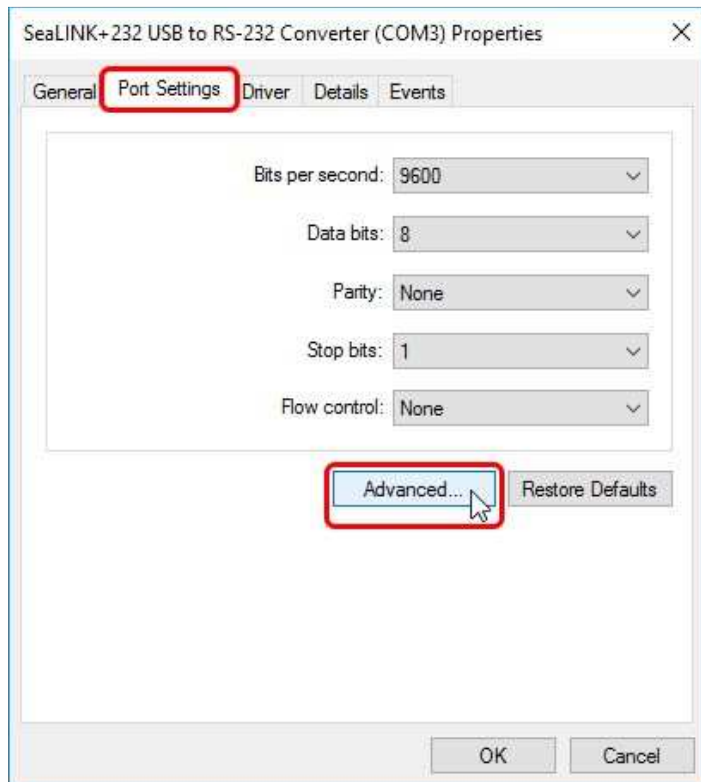 SeaLINK+232 USB to RS-232 Converter (COM3) Properties
General Port Settings Driver Details Events
Bits per second: 9600
Data bits: 8
Parity: None
Stop bits: 1
Flow control: None
Advanced... Restore Defaults
OK Cancel